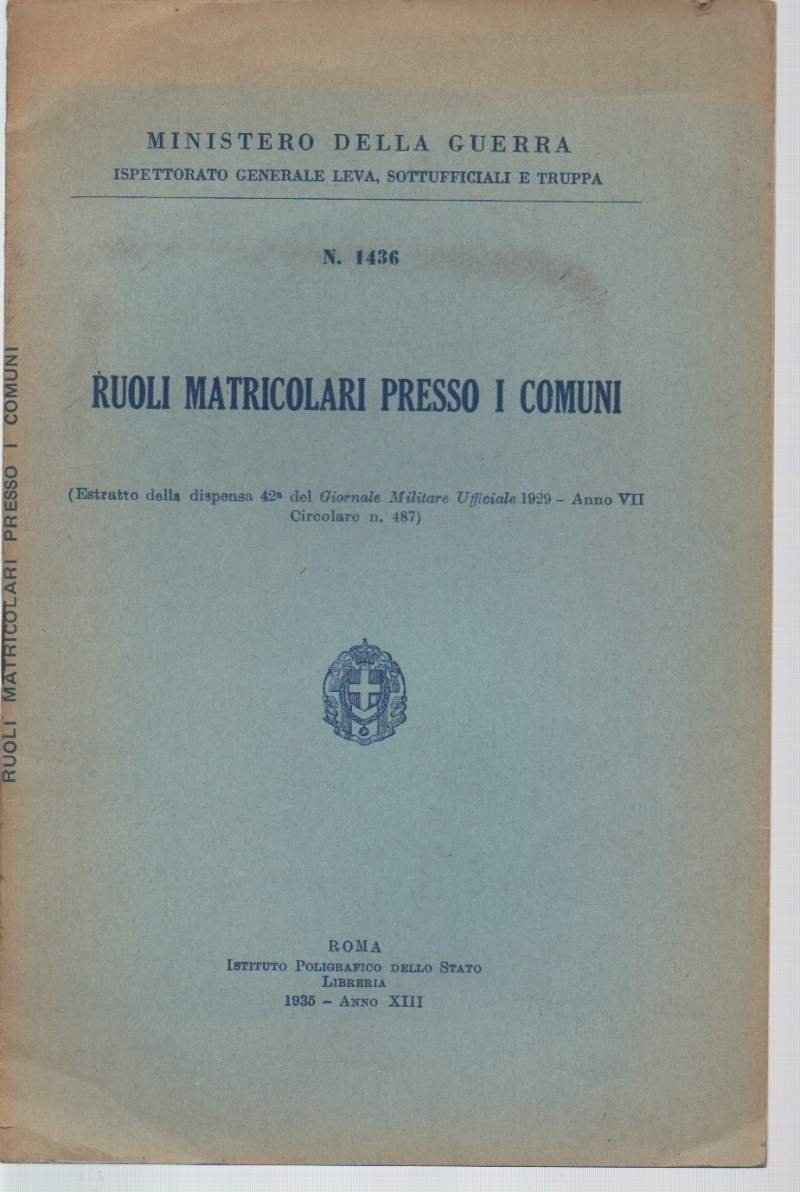 MINISTERO DELLA GUERRA
ISPETTORATO GENERALE LEVA, SOTTUFFICIALI E TRUPPA
N. 1436
RUOLI MATRICOLARI PRESSO I COMUNI
(Estratto della dispensa 42ª del Giornale Militare Ufficiale 1929 – Anno VII
Circolare n. 487)
ROMA
ISTITUTO POLIGRAFICO DELLO STATO
LIBRERIA
1935 – ANNO XIII
RUOLI MATRICOLARI PRESSO I COMUNI